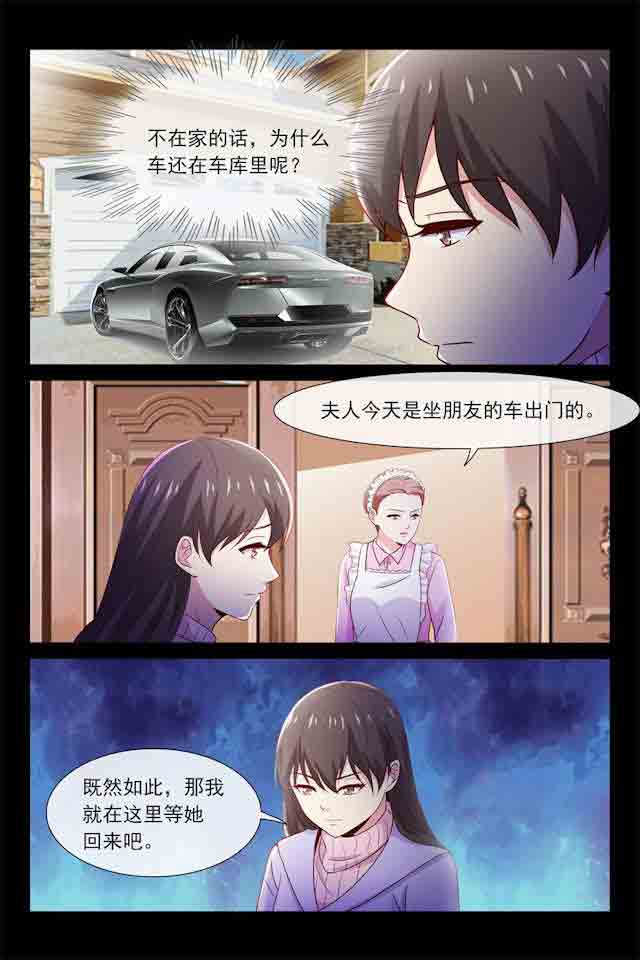 不在家的话，为什么
车还在车库里呢？
夫人今天是坐朋友的车出门的。
既然如此，那我
就在这里等她
回来吧。